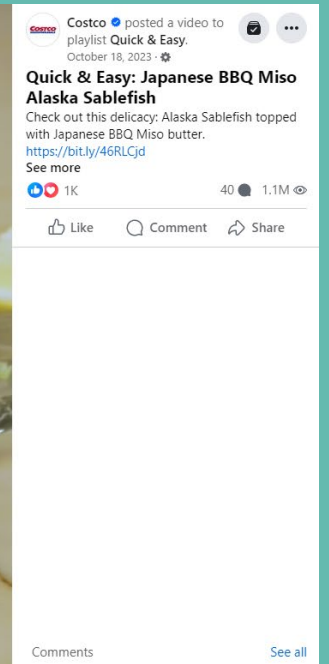 COSTCO
Costco posted a video to
playlist Quick & Easy.
October 18, 2023 ·
Quick & Easy: Japanese BBQ Miso
Alaska Sablefish
Check out this delicacy: Alaska Sablefish topped
with Japanese BBQ Miso butter.
https://bit.ly/46RLCjd
See more
1K 40 1.1M
Like Comment Share
Comments See all